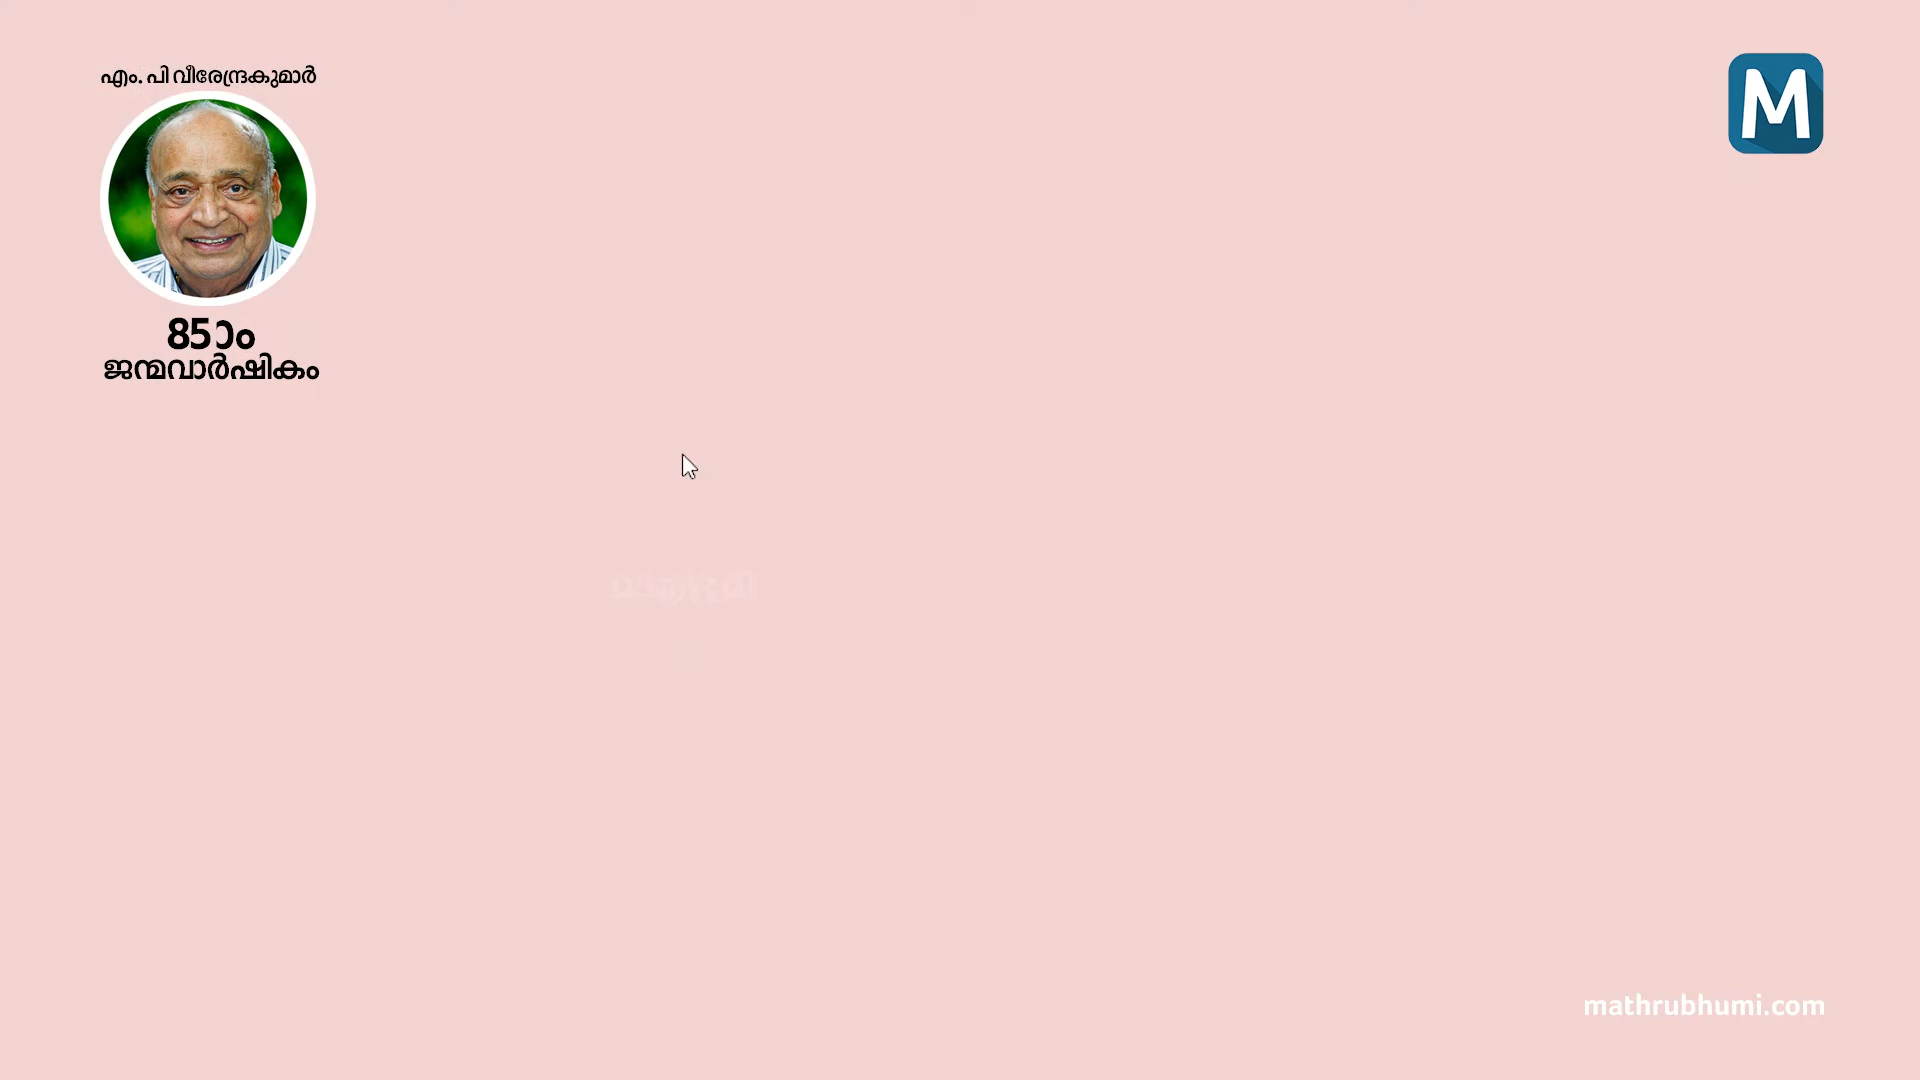 എം. പി വീരേന്ദ്രകുമാർ
M
85ാം
ജന്മവാർഷികം
mathrubhumi.com